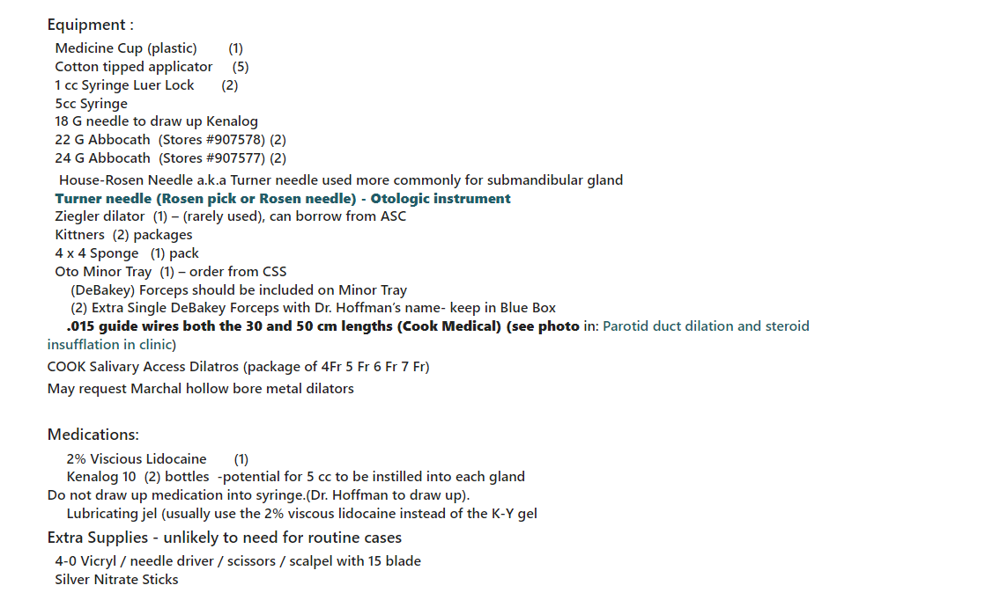 Equipment :
Medicine Cup (plastic) (1)
Cotton tipped applicator (5)
1 cc Syringe Luer Lock (2)
5cc Syringe
18 G needle to draw up Kenalog
22 G Abbocath (Stores #907578) (2)
24 G Abbocath (Stores #907577) (2)
House-Rosen Needle a.k.a Turner needle used more commonly for submandibular gland
Turner needle (Rosen pick or Rosen needle) - Otologic instrument
Ziegler dilator (1) – (rarely used), can borrow from ASC
Kittners (2) packages
4 x 4 Sponge (1) pack
Oto Minor Tray (1) – order from CSS
(DeBakey) Forceps should be included on Minor Tray
(2) Extra Single DeBakey Forceps with Dr. Hoffman’s name- keep in Blue Box
.015 guide wires both the 30 and 50 cm lengths (Cook Medical) (see photo in: Parotid duct dilation and steroid
insufflation in clinic)
COOK Salivary Access Dilatros (package of 4Fr 5 Fr 6 Fr 7 Fr)
May request Marchal hollow bore metal dilators
Medications:
2% Viscious Lidocaine (1)
Kenalog 10 (2) bottles -potential for 5 cc to be instilled into each gland
Do not draw up medication into syringe.(Dr. Hoffman to draw up).
Lubricating jel (usually use the 2% viscous lidocaine instead of the K-Y gel
Extra Supplies - unlikely to need for routine cases
4-0 Vicryl / needle driver / scissors / scalpel with 15 blade
Silver Nitrate Sticks